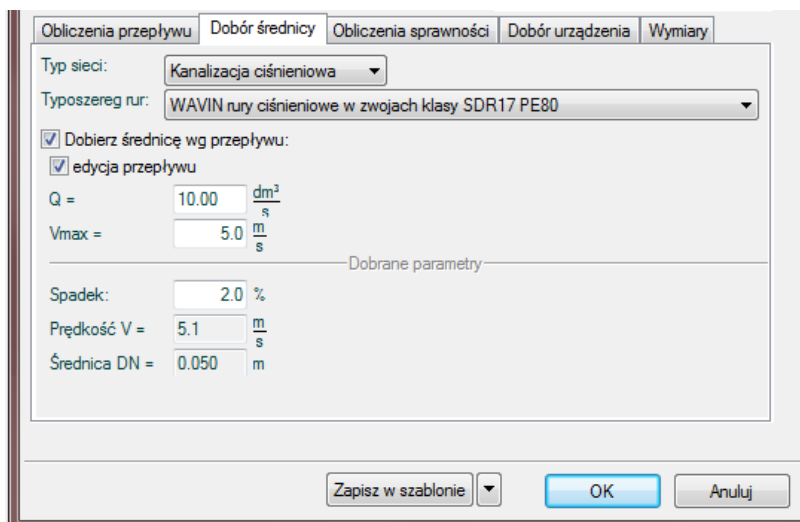 Obliczenia przepływu Dobór średnicy Obliczenia sprawności Dobór urządzenia Wymiary
Typ sieci: Kanalizacja ciśnieniowa
Typoszereg rur: WAVIN rury ciśnieniowe w zwojach klasy SDR17 PE80
Dobierz średnicę wg przepływu:
edycja przepływu
Q = 10.00 dm³/s
Vmax = 5.0 m/s
Dobrane parametry
Spadek: 2.0 %
Prędkość V = 5.1 m/s
Średnica DN = 0.050 m
Zapisz w szablonie OK Anuluj